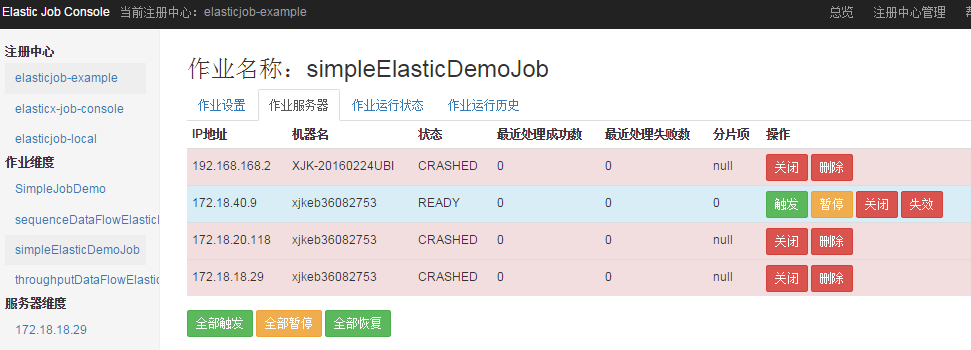 Elastic Job Console 当前注册中心：elasticjob-example 总览 注册中心管理
注册中心
elasticjob-example
elasticx-job-console
elasticjob-local
作业维度
SimpleJobDemo
sequenceDataFlowElastic
simpleElasticDemoJob
throughputDataFlowElastic
服务器维度
172.18.18.29
作业名称：simpleElasticDemoJob
作业设置 作业服务器 作业运行状态 作业运行历史
IP地址 机器名 状态 最近处理成功数 最近处理失败数 分片项 操作
192.168.168.2 XJK-20160224UBI CRASHED 0 0 null 关闭 删除
172.18.40.9 xjkeb36082753 READY 0 0 0 触发 暂停 关闭 失效
172.18.20.118 xjkeb36082753 CRASHED 0 0 null 关闭 删除
172.18.18.29 xjkeb36082753 CRASHED 0 0 null 关闭 删除
全部触发 全部暂停 全部恢复